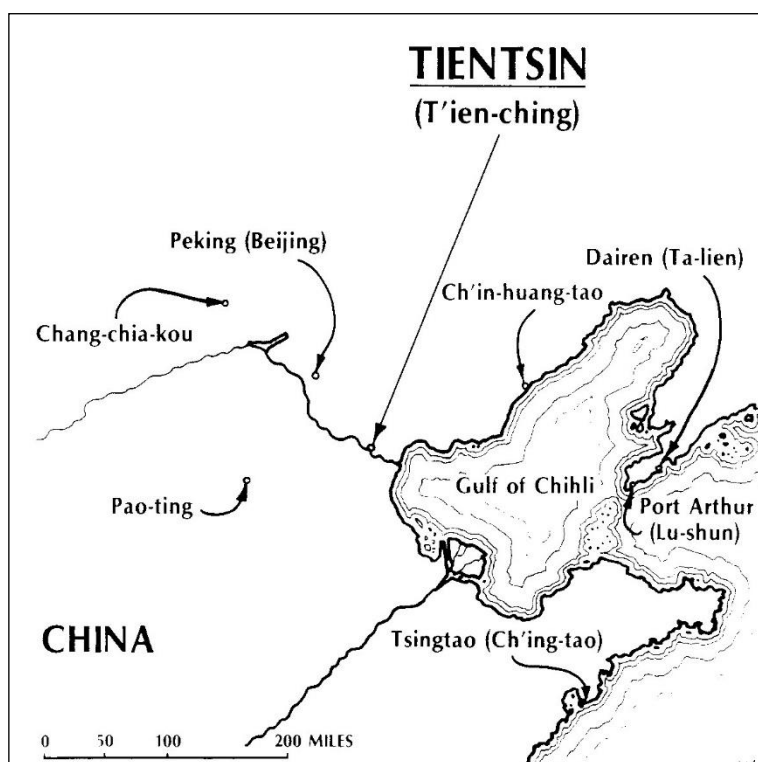 TIENTSIN
(T'ien-ching)
Peking (Beijing)
Dairen (Ta-lien)
Ch'in-huang-tao
Chang-chia-kou
Gulf of Chihli
Pao-ting
Port Arthur
(Lu-shun)
CHINA
Tsingtao (Ch'ing-tao)
0 50 100 200 MILES